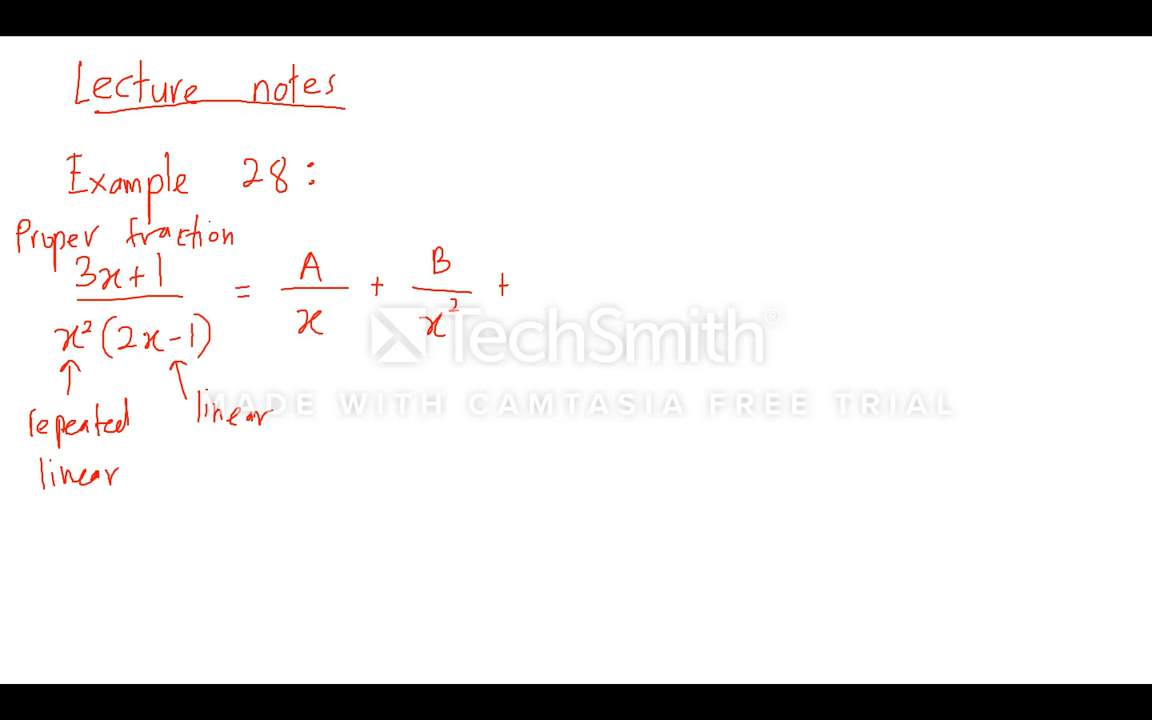 Lecture notes
Example 28:
Proper fraction
3x+1 / x²(2x-1) = A/x + B/x² +
repeated linear
linear
TechSmith®
MADE WITH CAMTASIA FREE TRIAL